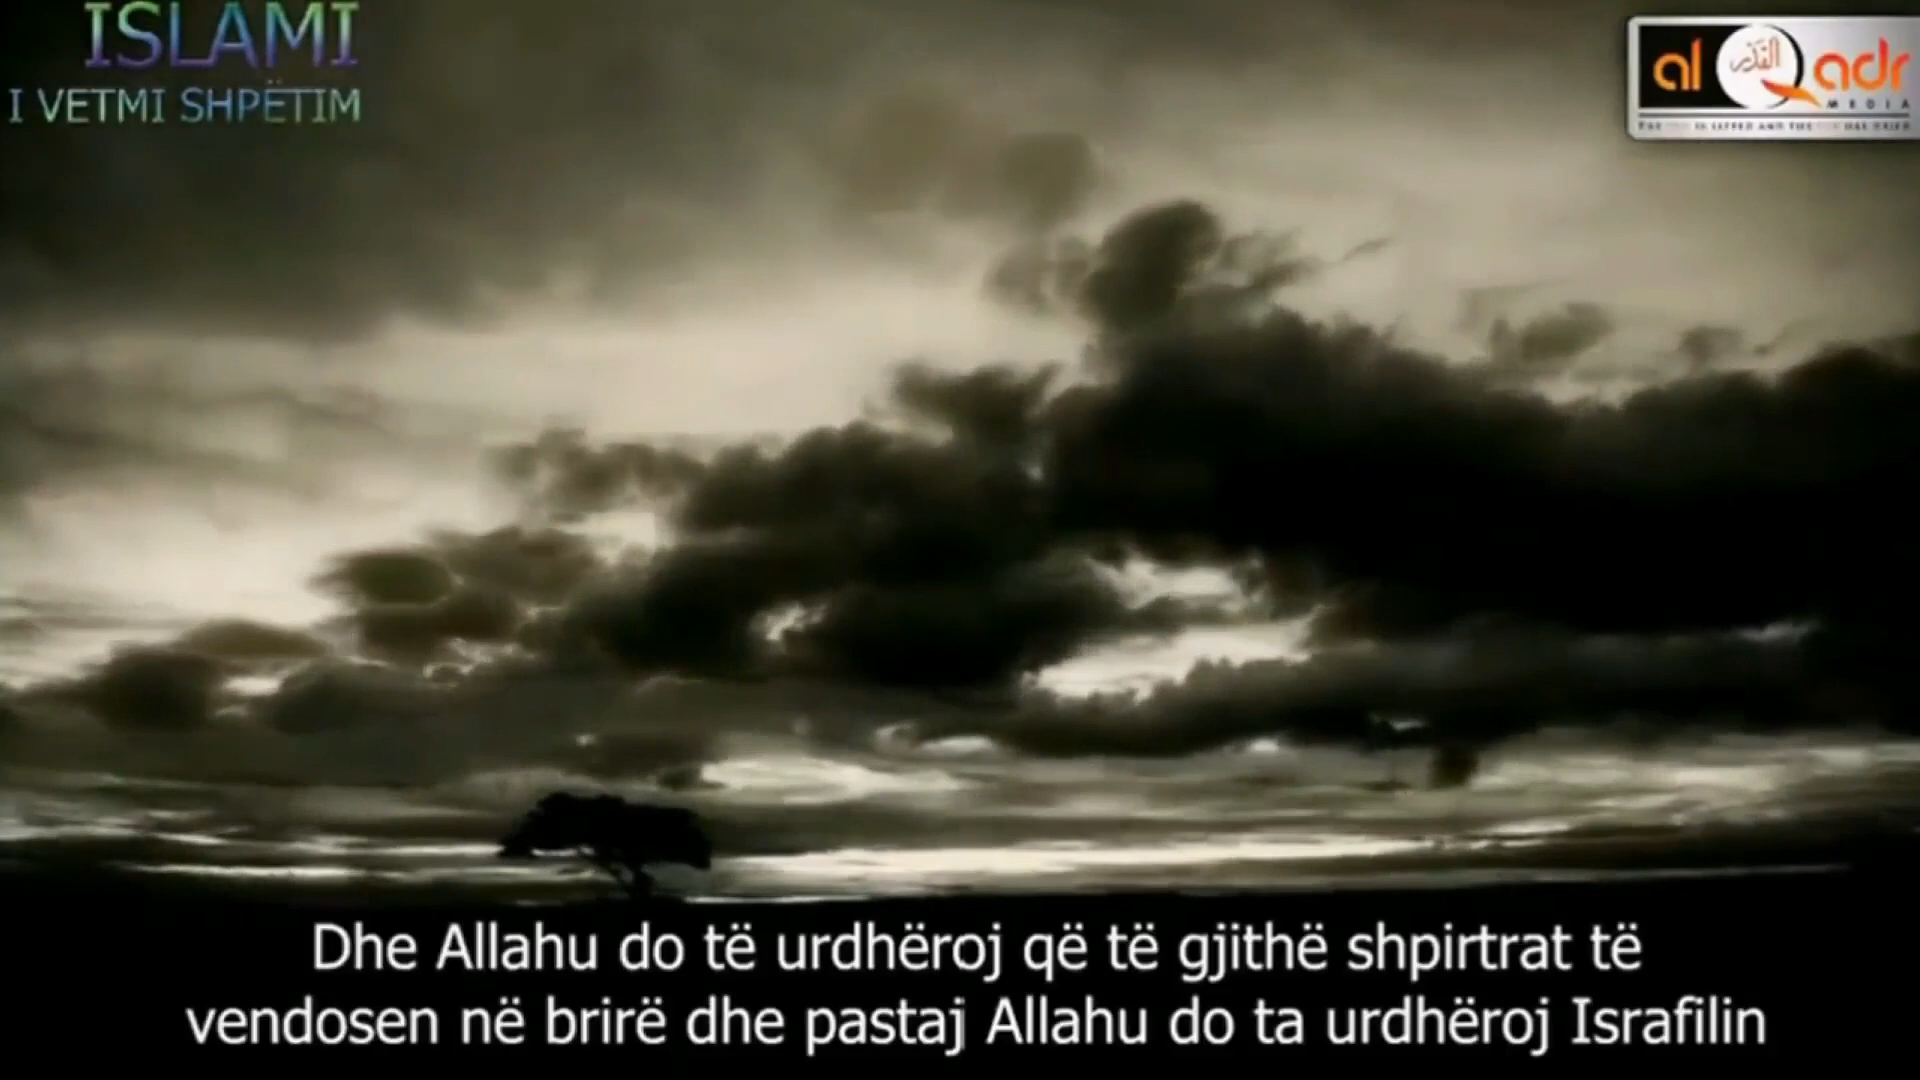 ISLAMI
I VETMI SHPËTIM
al Qadr
القدر
MEDIA
Dhe Allahu do të urdhëroj që të gjithë shpirtrat të
vendosen në brirë dhe pastaj Allahu do ta urdhëroj Israfilin